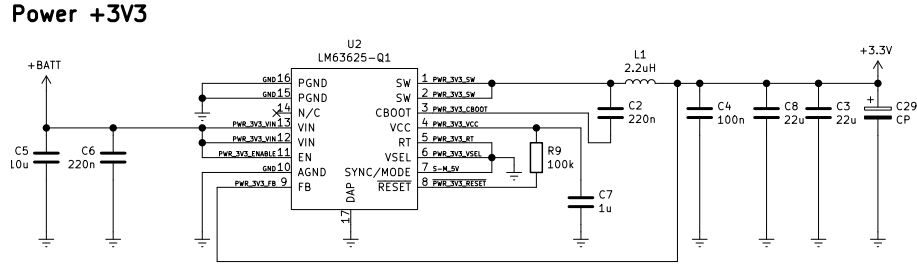 Power +3V3
+BATT
U2
LM63625-Q1
L1
2.2uH
+3.3V
GND 16 PGND SW 1 PWR_3V3_SW
GND 15 PGND SW 2 PWR_3V3_SW
14 N/C CBOOT 3 PWR_3V3_CBOOT
PWR_3V3_VIN 13 VIN VCC 4 PWR_3V3_VCC
PWR_3V3_VIN 12 VIN RT 5 PWR_3V3_RT
PWR_3V3_ENABLE 11 EN VSEL 6 PWR_3V3_VSEL
GND 10 AGND SYNC/MODE 7 S-M_5V
PWR_3V3_FB 9 FB RESET 8 PWR_3V3_RESET
DAP
17
C5
10u
C6
220n
R9
100k
C7
1u
C2
220n
C4
100n
C8
22u
C3
22u
+
C29
CP